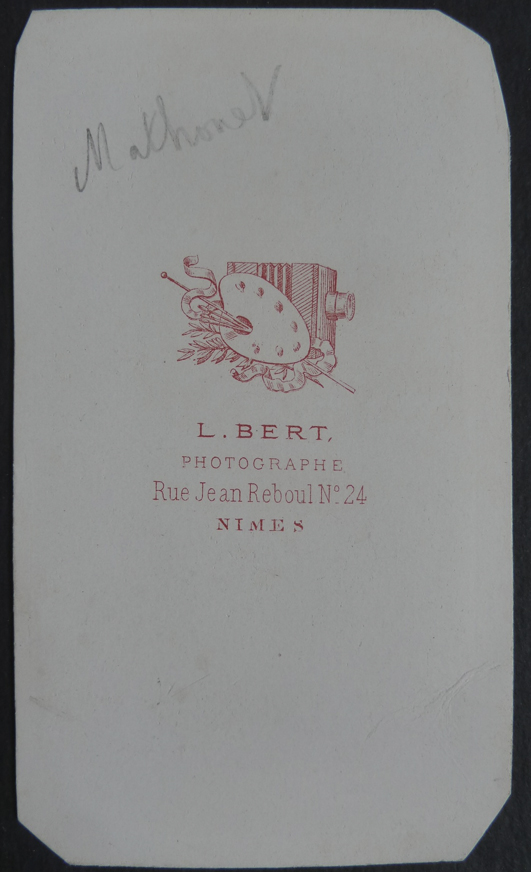 Mathonet
L. BERT,
PHOTOGRAPHE
Rue Jean Reboul Nº 24
NIMES